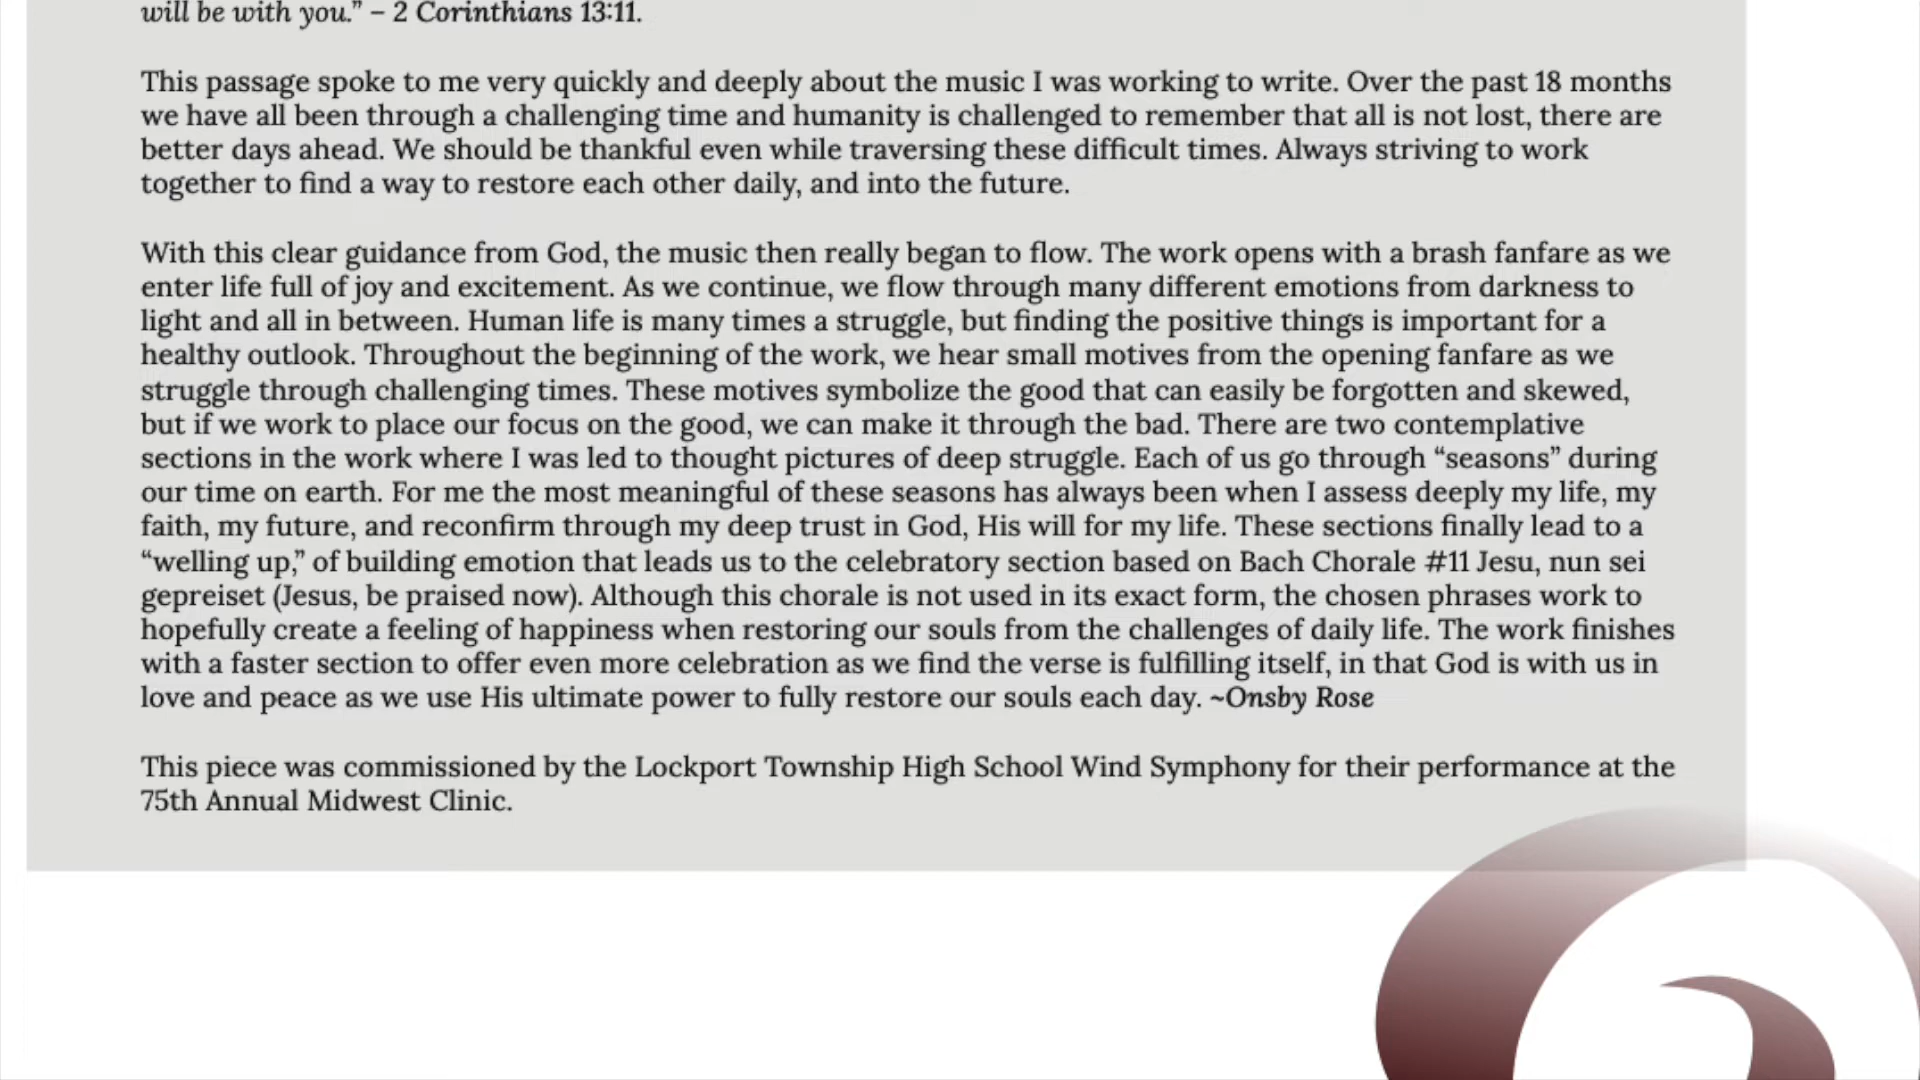 will be with you.” – 2 Corinthians 13:11.
This passage spoke to me very quickly and deeply about the music I was working to write. Over the past 18 months
we have all been through a challenging time and humanity is challenged to remember that all is not lost, there are
better days ahead. We should be thankful even while traversing these difficult times. Always striving to work
together to find a way to restore each other daily, and into the future.
With this clear guidance from God, the music then really began to flow. The work opens with a brash fanfare as we
enter life full of joy and excitement. As we continue, we flow through many different emotions from darkness to
light and all in between. Human life is many times a struggle, but finding the positive things is important for a
healthy outlook. Throughout the beginning of the work, we hear small motives from the opening fanfare as we
struggle through challenging times. These motives symbolize the good that can easily be forgotten and skewed,
but if we work to place our focus on the good, we can make it through the bad. There are two contemplative
sections in the work where I was led to thought pictures of deep struggle. Each of us go through “seasons” during
our time on earth. For me the most meaningful of these seasons has always been when I assess deeply my life, my
faith, my future, and reconfirm through my deep trust in God, His will for my life. These sections finally lead to a
“welling up,” of building emotion that leads us to the celebratory section based on Bach Chorale #11 Jesu, nun sei
gepreiset (Jesus, be praised now). Although this chorale is not used in its exact form, the chosen phrases work to
hopefully create a feeling of happiness when restoring our souls from the challenges of daily life. The work finishes
with a faster section to offer even more celebration as we find the verse is fulfilling itself, in that God is with us in
love and peace as we use His ultimate power to fully restore our souls each day. ~Onsby Rose
This piece was commissioned by the Lockport Township High School Wind Symphony for their performance at the
75th Annual Midwest Clinic.